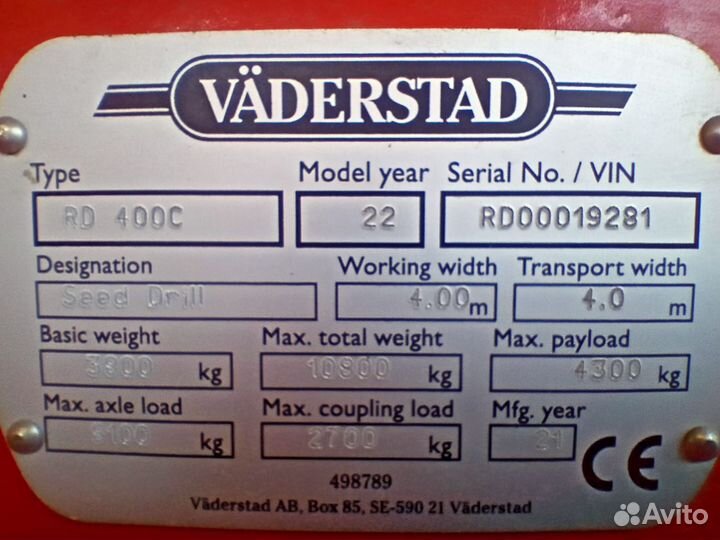 VÄDERSTAD
Type Model year Serial No. / VIN
RD 400C 22 RD00019281
Designation Working width Transport width
Seed Drill 4.00 m 4.0 m
Basic weight Max. total weight Max. payload
kg 10800 kg 4300 kg
Max. axle load Max. coupling load Mfg. year
kg 2700 kg 21 CE
498789
Väderstad AB, Box 85, SE-590 21 Väderstad
Avito